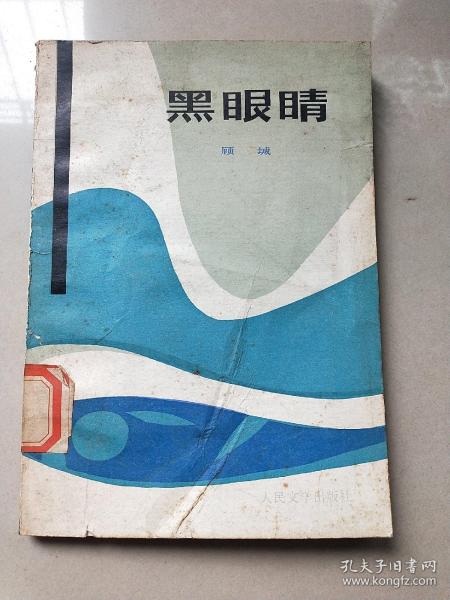 黑眼睛
顾 城
人民文学出版社
孔夫子旧书网
www.kongfz.com